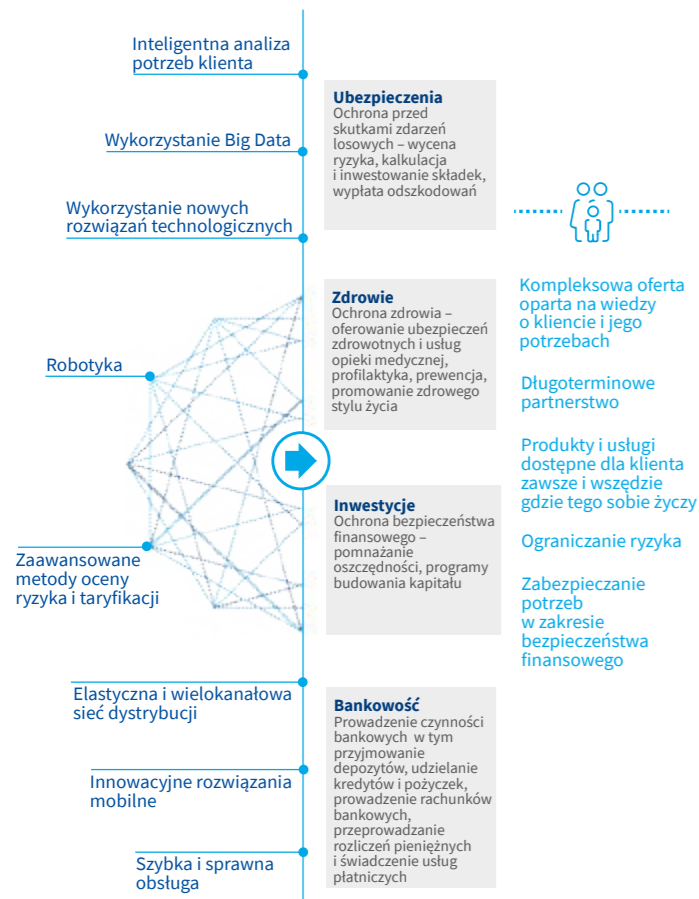 Inteligentna analiza
potrzeb klienta
Wykorzystanie Big Data
Wykorzystanie nowych
rozwiązań technologicznych
Robotyka
Zaawansowane
metody oceny
ryzyka i taryfikacji
Elastyczna i wielokanałowa
sieć dystrybucji
Innowacyjne rozwiązania
mobilne
Szybka i sprawna
obsługa
Ubezpieczenia
Ochrona przed
skutkami zdarzeń
losowych – wycena
ryzyka, kalkulacja
i inwestowanie składek,
wypłata odszkodowań
Zdrowie
Ochrona zdrowia –
oferowanie ubezpieczeń
zdrowotnych i usług
opieki medycznej,
profilaktyka, prewencja,
promowanie zdrowego
stylu życia
Inwestycje
Ochrona bezpieczeństwa
finansowego –
pomnażanie
oszczędności, programy
budowania kapitału
Bankowość
Prowadzenie czynności
bankowych w tym
przyjmowanie
depozytów, udzielanie
kredytów i pożyczek,
prowadzenie rachunków
bankowych,
przeprowadzanie
rozliczeń pieniężnych
i świadczenie usług
płatniczych
Kompleksowa oferta
oparta na wiedzy
o kliencie i jego
potrzebach
Długoterminowe
partnerstwo
Produkty i usługi
dostępne dla klienta
zawsze i wszędzie
gdzie tego sobie życzy
Ograniczanie ryzyka
Zabezpieczanie
potrzeb
w zakresie
bezpieczeństwa
finansowego